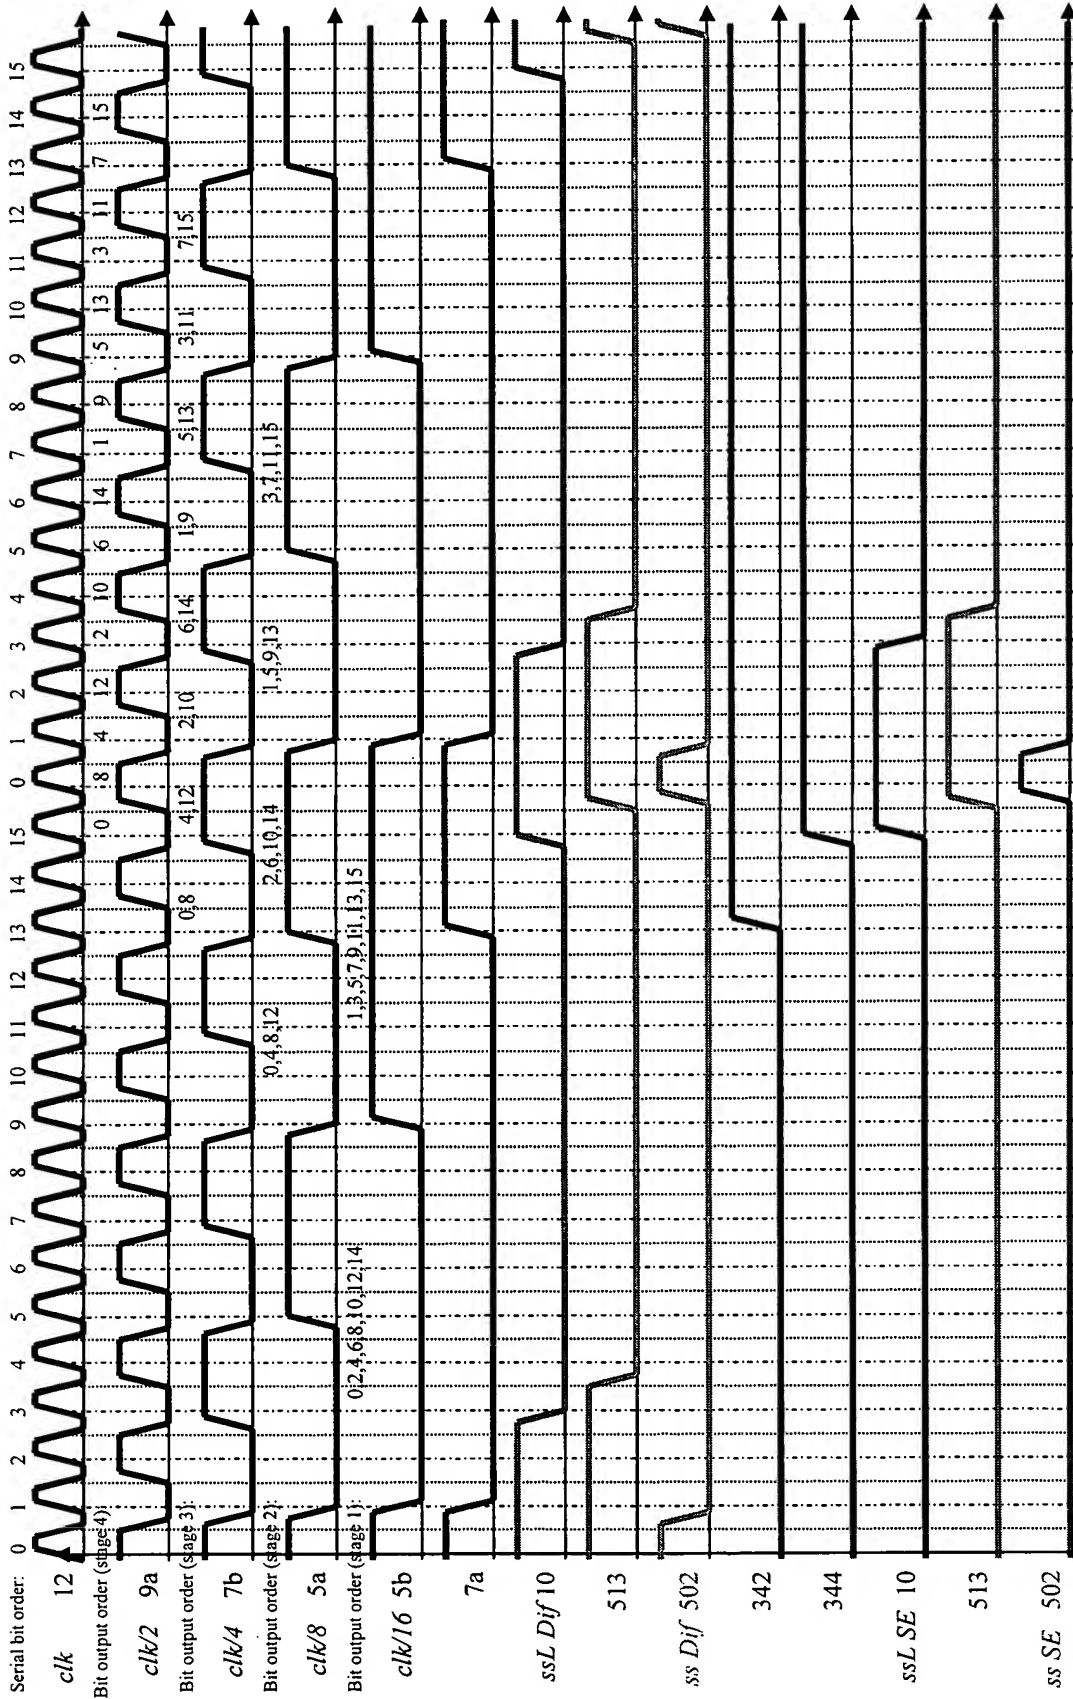 Serial bit order: 0 1 2 3 4 5 6 7 8 9 10 11 12 13 14 15 0 1 2 3 4 5 6 7 8 9 10 11 12 13 14 15
clk 12
Bit output order (stage 4): 0 8 4 12 2 10 6 14 1 9 5 13 3 11 7 15
clk/2 9a
Bit output order (stage 3): 0,8 4,12 2,10 6,14 1,9 5,13 3,11 7,15
clk/4 7b
Bit output order (stage 2): 0,4,8,12 2,6,10,14 1,5,9,13 3,7,11,15
clk/8 5a
Bit output order (stage 1): 0,2,4,6,8,10,12,14 1,3,5,7,9,11,13,15
clk/16 5b
7a
ssL Dif 10
513
ss Dif 502
342
344
ssL SE 10
513
ss SE 502